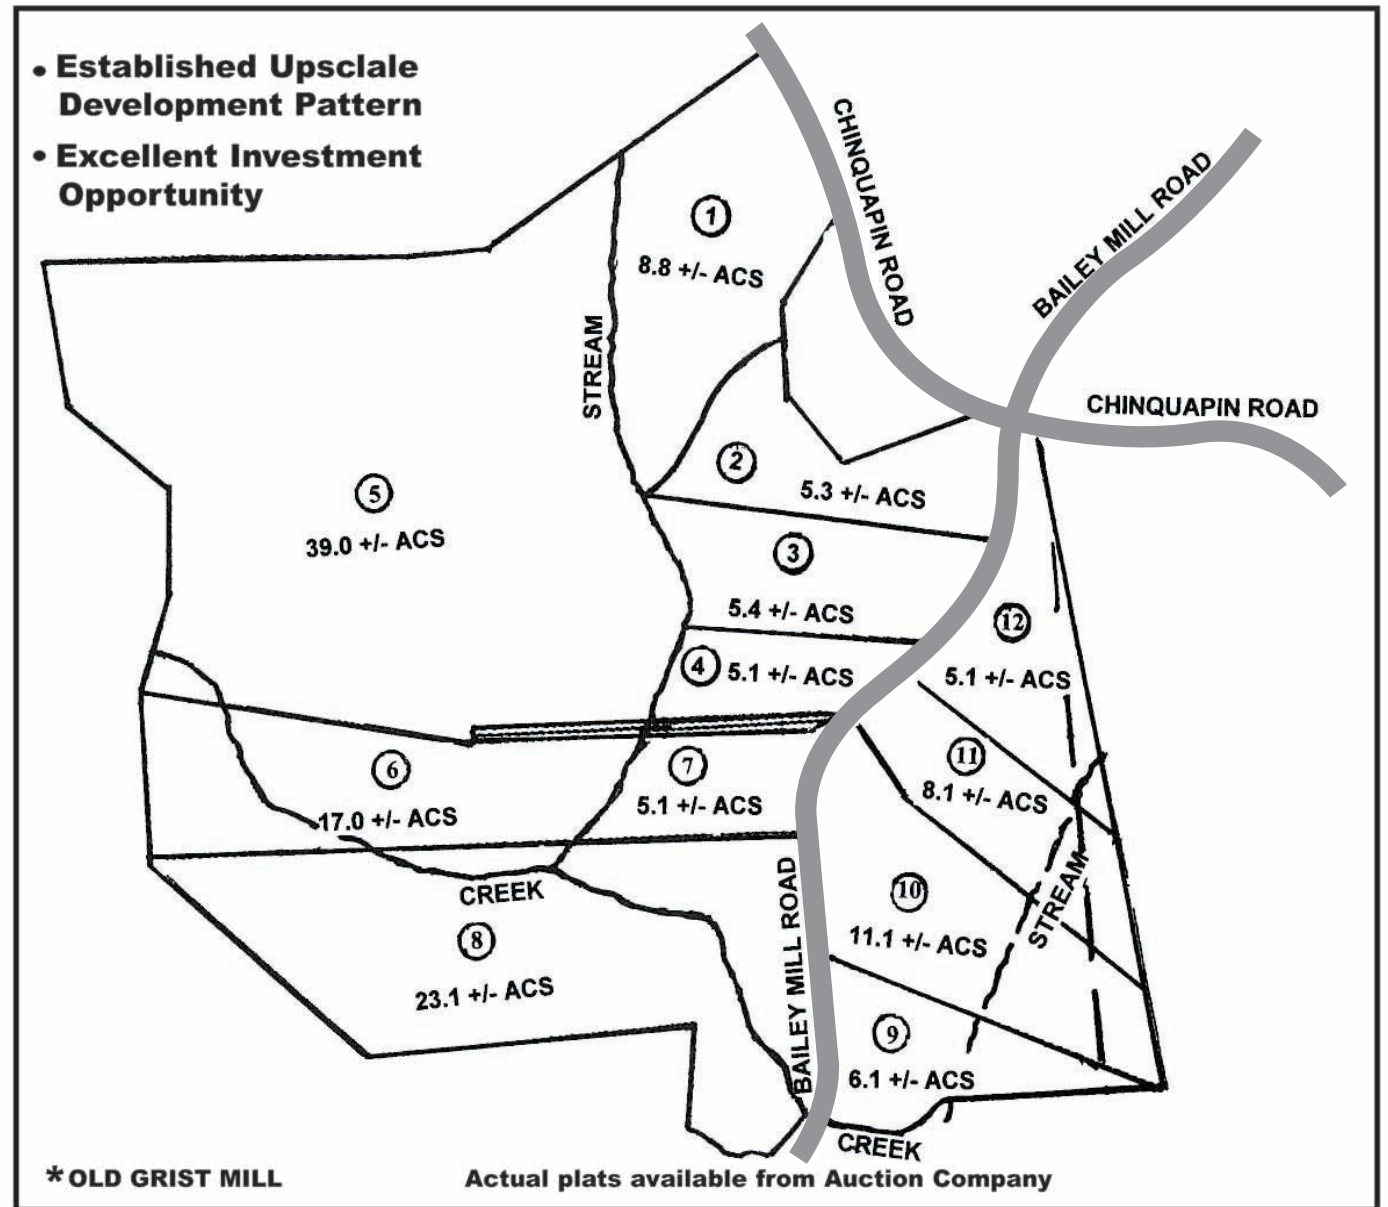 • Established Upsclale
Development Pattern
• Excellent Investment
Opportunity
CHINQUAPIN ROAD
BAILEY MILL ROAD
1
8.8 +/- ACS
STREAM
CHINQUAPIN ROAD
2
5.3 +/- ACS
5
39.0 +/- ACS
3
5.4 +/- ACS
12
5.1 +/- ACS
4
5.1 +/- ACS
6
17.0 +/- ACS
7
5.1 +/- ACS
11
8.1 +/- ACS
CREEK
BAILEY MILL ROAD
10
11.1 +/- ACS
STREAM
8
23.1 +/- ACS
9
6.1 +/- ACS
CREEK
*OLD GRIST MILL
Actual plats available from Auction Company